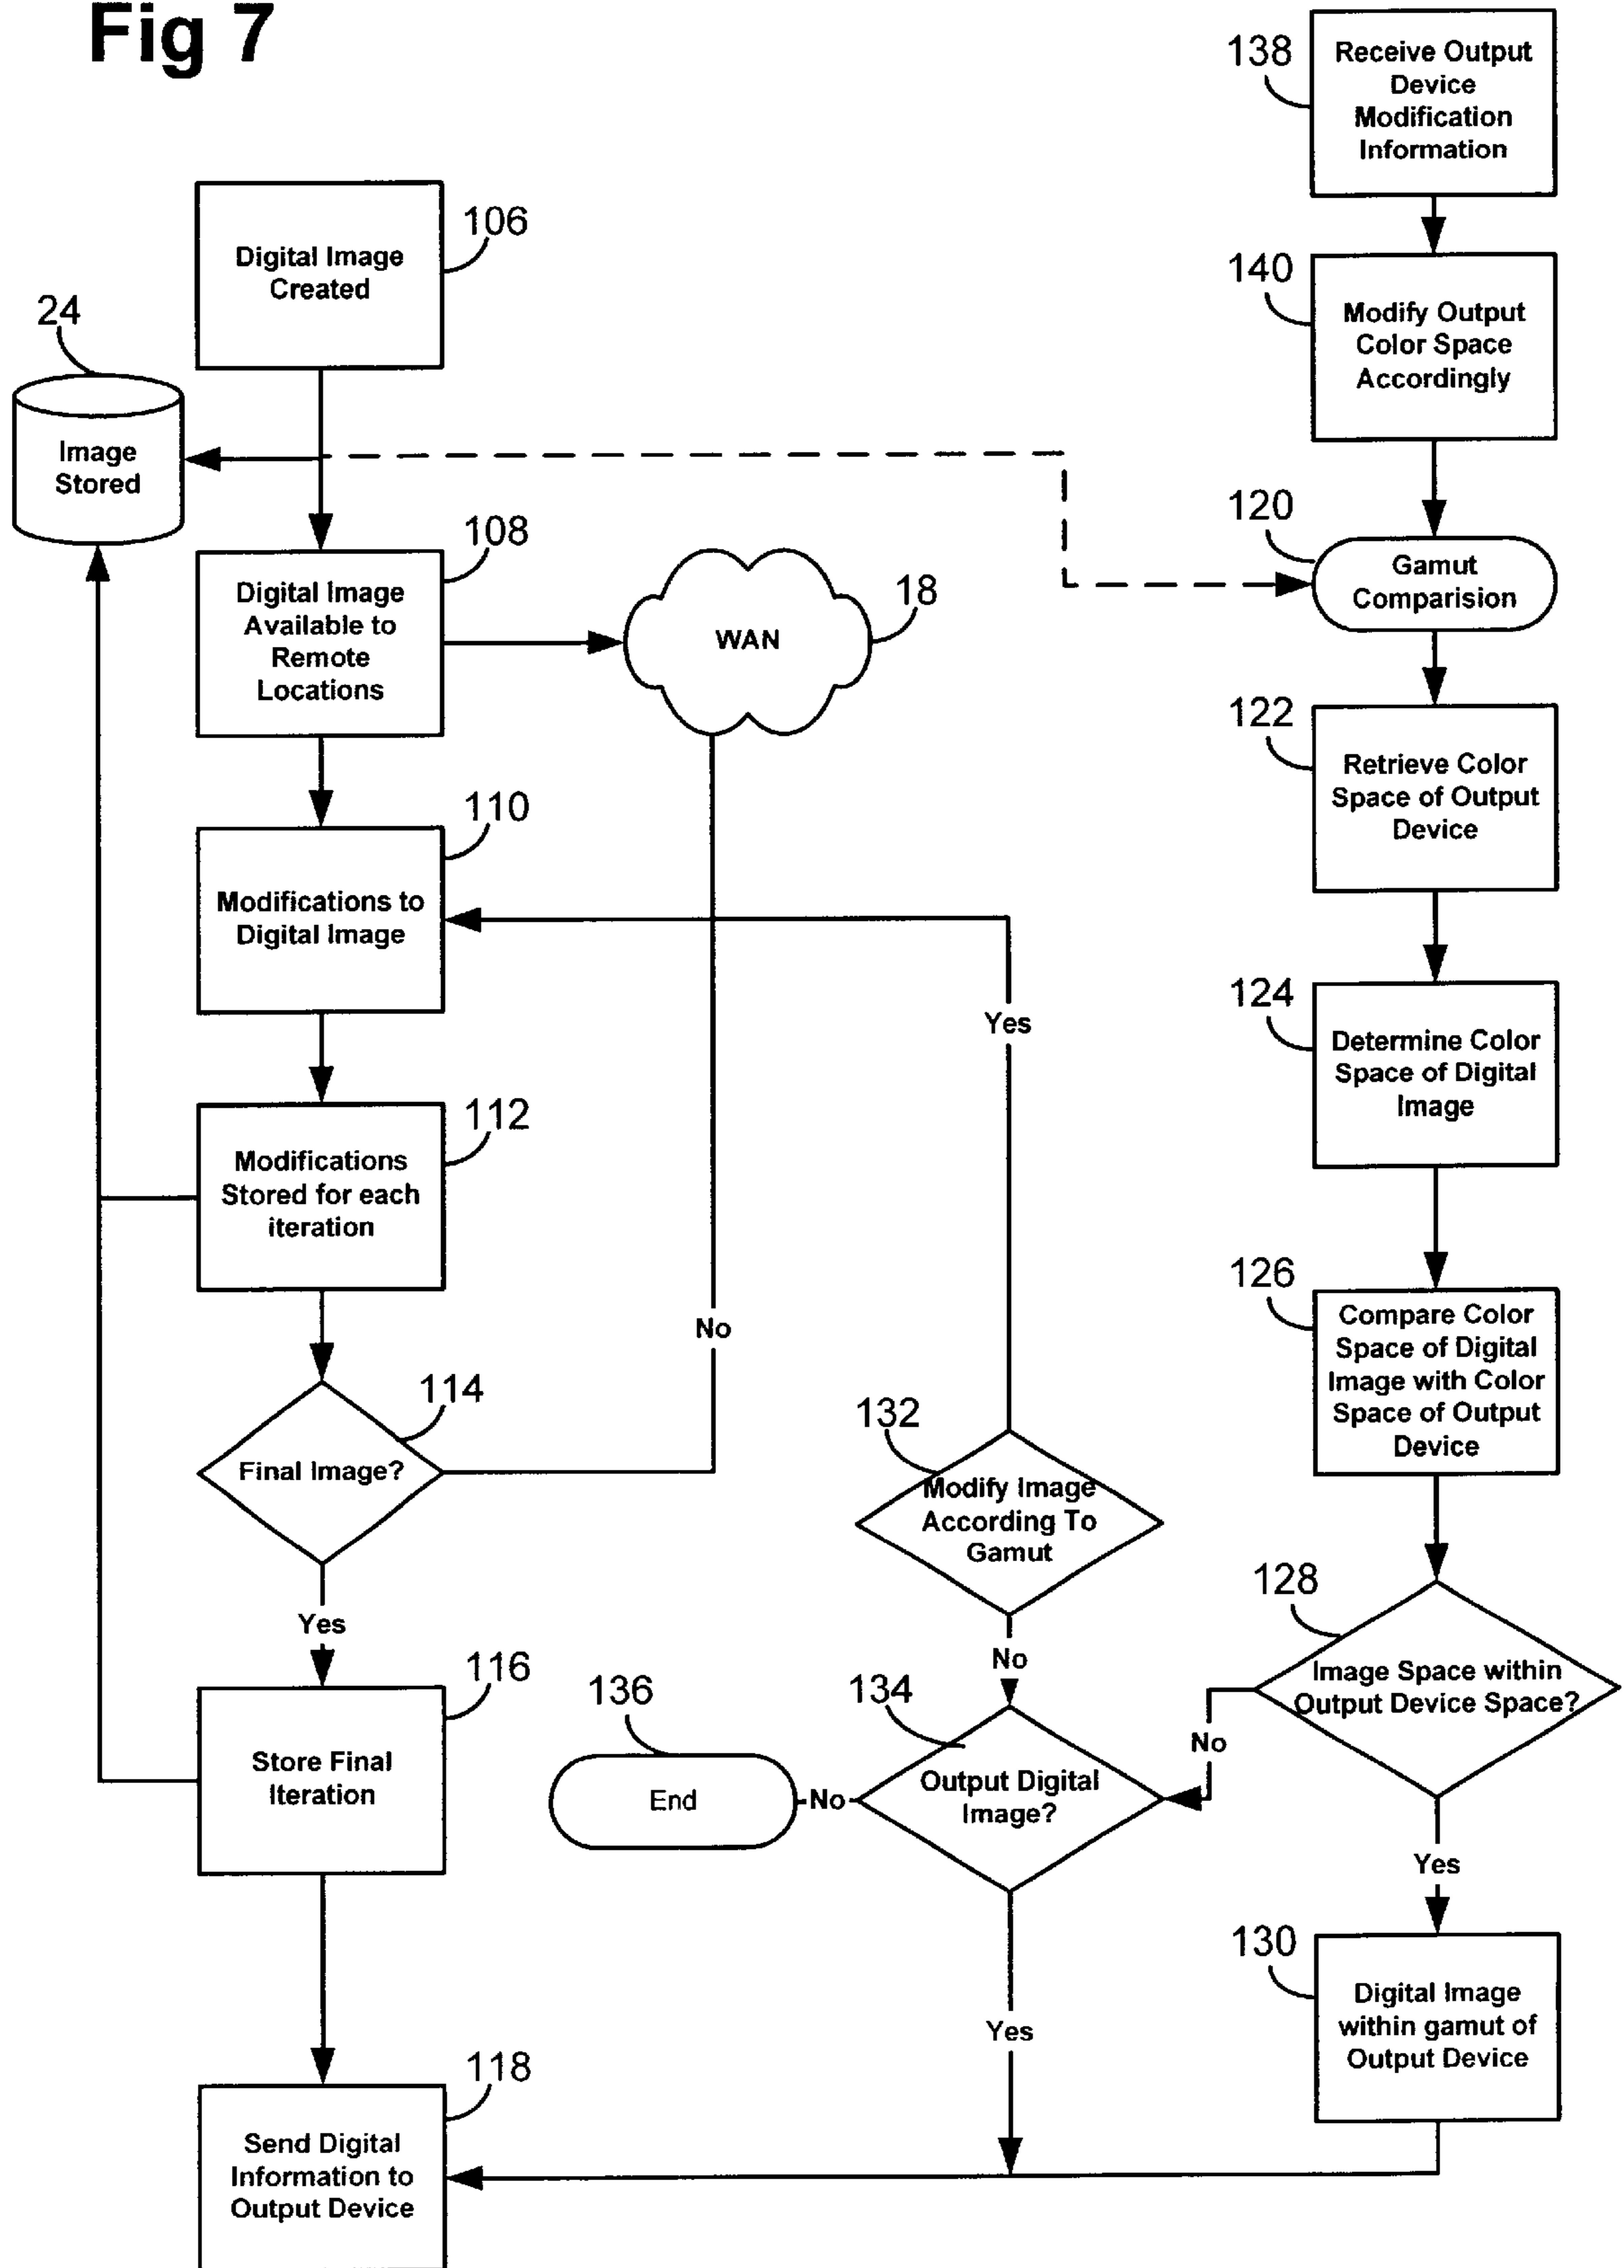 Fig 7
138
Receive Output
Device
Modification
Information
106
Digital Image
Created
140
Modify Output
Color Space
Accordingly
24
Image
Stored
108
Digital Image
Available to
Remote
Locations
WAN
18
120
Gamut
Comparision
122
Retrieve Color
Space of Output
Device
110
Modifications to
Digital Image
124
Determine Color
Space of Digital
Image
Yes
112
Modifications
Stored for each
iteration
126
Compare Color
Space of Digital
Image with Color
Space of Output
Device
No
114
Final Image?
132
Modify Image
According To
Gamut
128
Image Space within
Output Device Space?
Yes
No
116
Store Final
Iteration
136
End
No
134
Output Digital
Image?
No
Yes
130
Digital Image
within gamut of
Output Device
Yes
118
Send Digital
Information to
Output Device